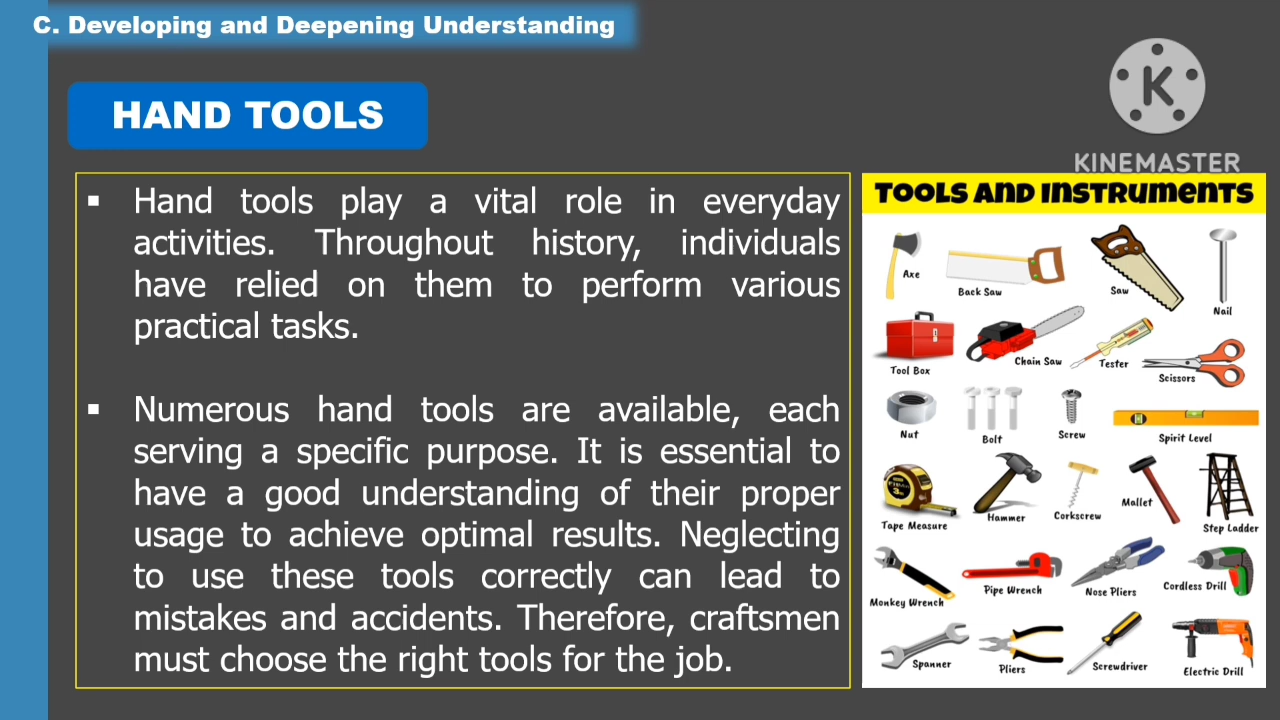 C. Developing and Deepening Understanding
HAND TOOLS
K
KINEMASTER
▪ Hand tools play a vital role in everyday
activities. Throughout history, individuals
have relied on them to perform various
practical tasks.
▪ Numerous hand tools are available, each
serving a specific purpose. It is essential to
have a good understanding of their proper
usage to achieve optimal results. Neglecting
to use these tools correctly can lead to
mistakes and accidents. Therefore, craftsmen
must choose the right tools for the job.
TOOLS AND INSTRUMENTS
Axe
Back Saw
Saw
Nail
Tool Box
Chain Saw
Tester
Scissors
Nut
Bolt
Screw
Spirit Level
3m
Tape Measure
Hammer
Corkscrew
Mallet
Step Ladder
Monkey Wrench
Pipe Wrench
Nose Pliers
Cordless Drill
Spanner
Pliers
Screwdriver
Electric Drill